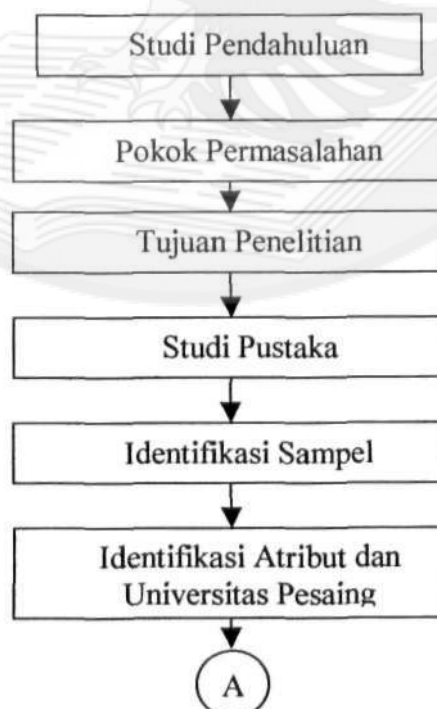 Studi Pendahuluan
Pokok Permasalahan
Tujuan Penelitian
Studi Pustaka
Identifikasi Sampel
Identifikasi Atribut dan
Universitas Pesaing
A